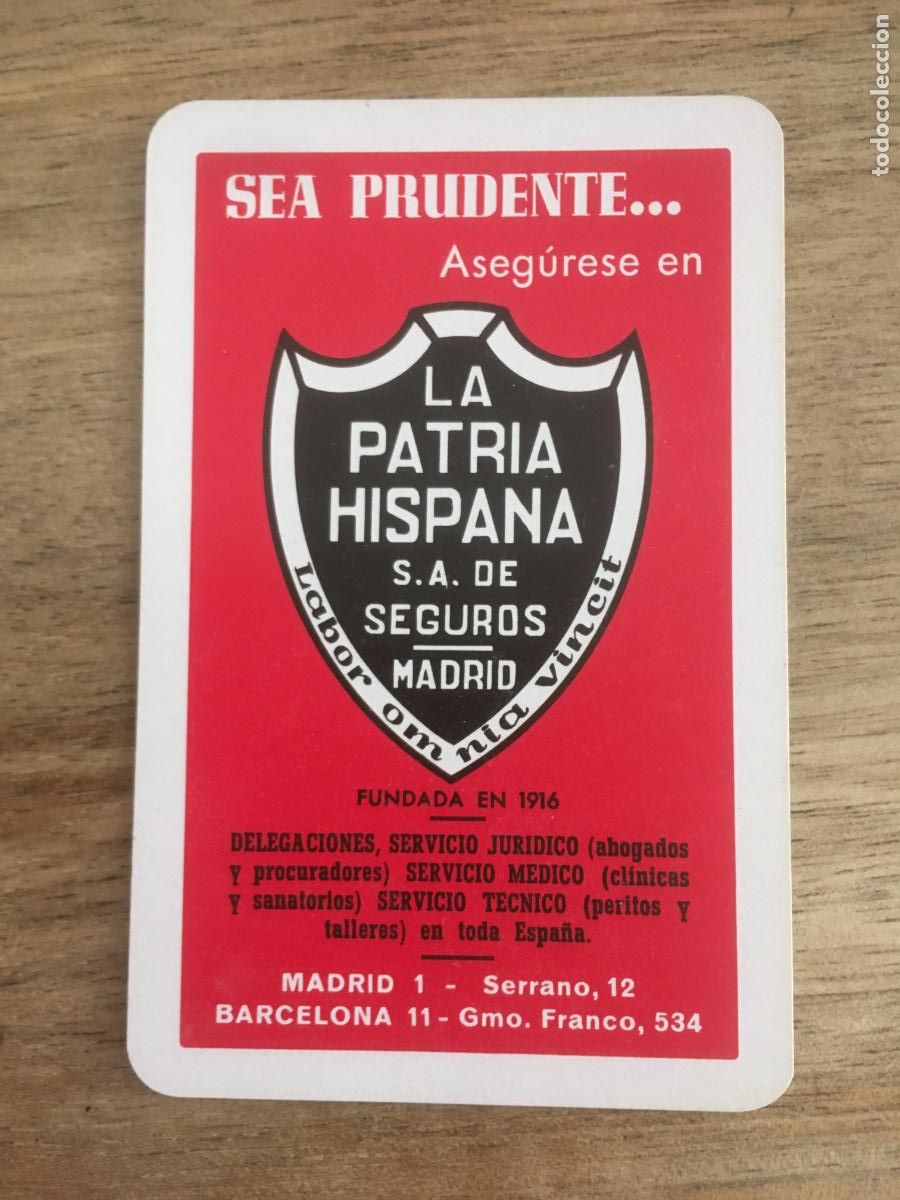 SEA PRUDENTE...
Asegúrese en
LA
PATRIA
HISPANA
S.A. DE
SEGUROS
MADRID
Labor omnia vincit
FUNDADA EN 1916
DELEGACIONES, SERVICIO JURIDICO (abogados
y procuradores) SERVICIO MEDICO (clínicas
y sanatorios) SERVICIO TECNICO (peritos y
talleres) en toda España.
MADRID 1 - Serrano, 12
BARCELONA 11 - Gmo. Franco, 534
todocoleccion